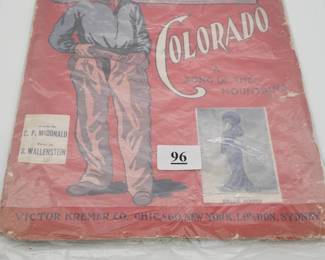 COLORADO
A
SONG OF THE
MOUNTAINS
C. P. McDONALD
S. WALLENSTEIN
96
VICTOR KREMER CO. CHICAGO, NEW YORK, LONDON, SYDNEY